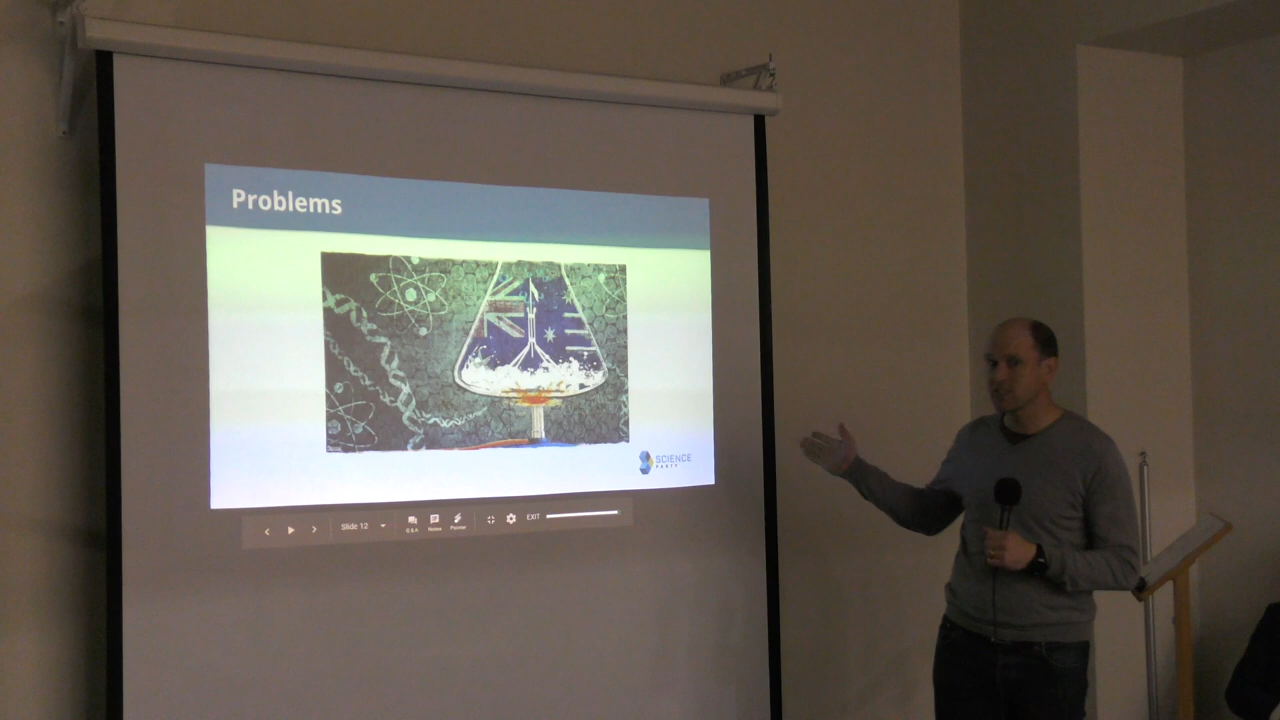 Problems
SCIENCE
PARTY
Slide 12
Q&A
Notes
Pointer
EXIT